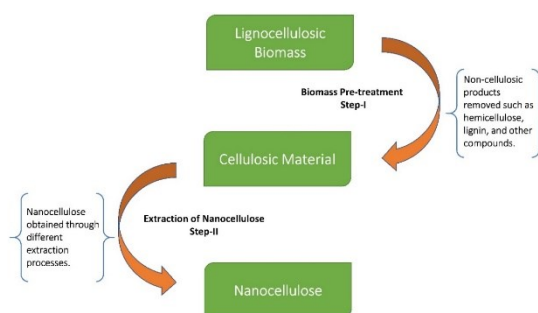 Lignocellulosic
Biomass
Biomass Pre-treatment
Step-I
Non-cellulosic
products
removed such as
hemicellulose,
lignin, and other
compounds.
Cellulosic Material
Nanocellulose
obtained through
different
extraction
processes.
Extraction of Nanocellulose
Step-II
Nanocellulose